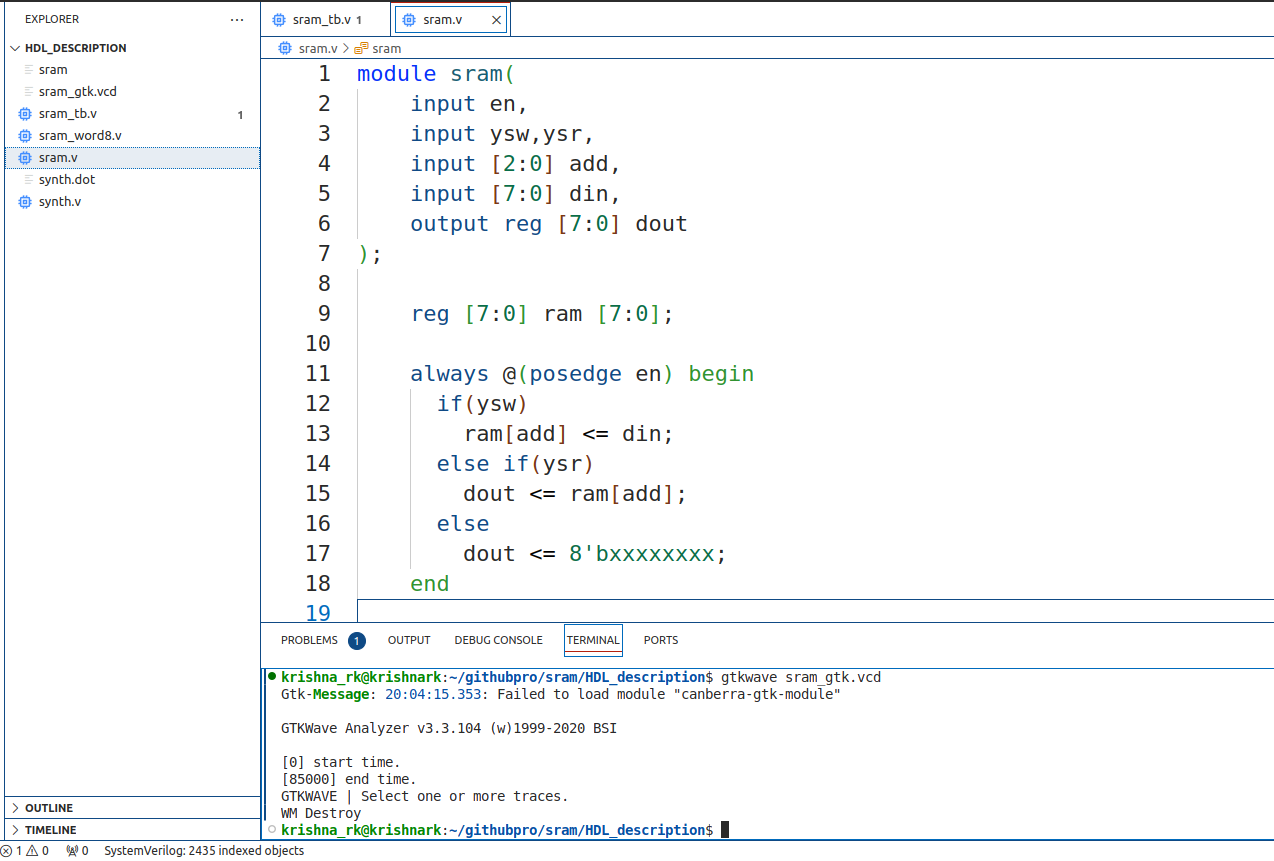 EXPLORER ...
HDL_DESCRIPTION
sram
sram_gtk.vcd
sram_tb.v 1
sram_word8.v
sram.v
synth.dot
synth.v
OUTLINE
TIMELINE
sram_tb.v 1 sram.v
sram.v > sram
1 module sram(
2 input en,
3 input ysw,ysr,
4 input [2:0] add,
5 input [7:0] din,
6 output reg [7:0] dout
7 );
8
9 reg [7:0] ram [7:0];
10
11 always @(posedge en) begin
12 if(ysw)
13 ram[add] <= din;
14 else if(ysr)
15 dout <= ram[add];
16 else
17 dout <= 8'bxxxxxxxx;
18 end
19
PROBLEMS 1 OUTPUT DEBUG CONSOLE TERMINAL PORTS
krishna_rk@krishnark:~/githubpro/sram/HDL_description$ gtkwave sram_gtk.vcd
Gtk-Message: 20:04:15.353: Failed to load module "canberra-gtk-module"
GTKWave Analyzer v3.3.104 (w)1999-2020 BSI
[0] start time.
[85000] end time.
GTKWAVE | Select one or more traces.
WM Destroy
krishna_rk@krishnark:~/githubpro/sram/HDL_description$
1 0 0 SystemVerilog: 2435 indexed objects